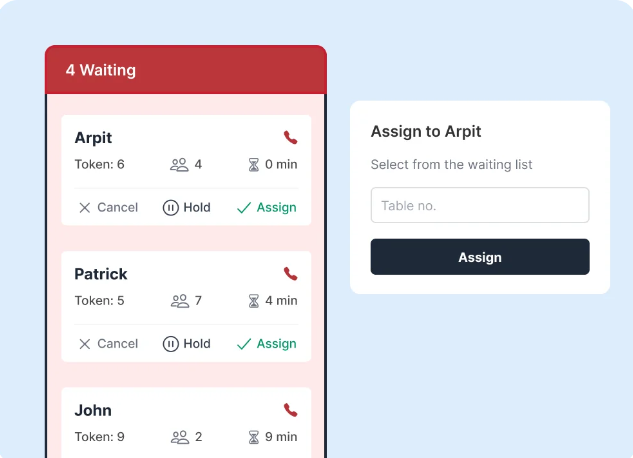 4 Waiting
Arpit
Token: 6 4 0 min
Cancel Hold Assign
Patrick
Token: 5 7 4 min
Cancel Hold Assign
John
Token: 9 2 9 min
Assign to Arpit
Select from the waiting list
Table no.
Assign